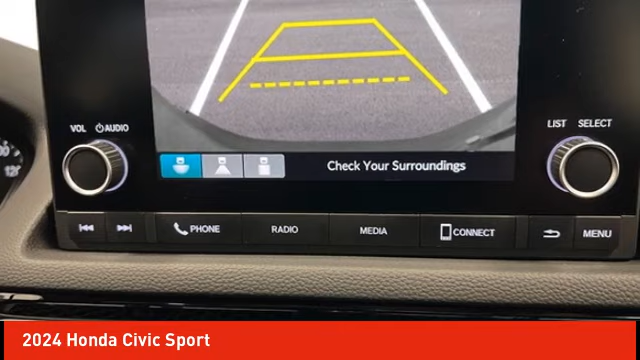 VOL AUDIO
LIST SELECT
Check Your Surroundings
PHONE RADIO MEDIA CONNECT MENU
2024 Honda Civic Sport